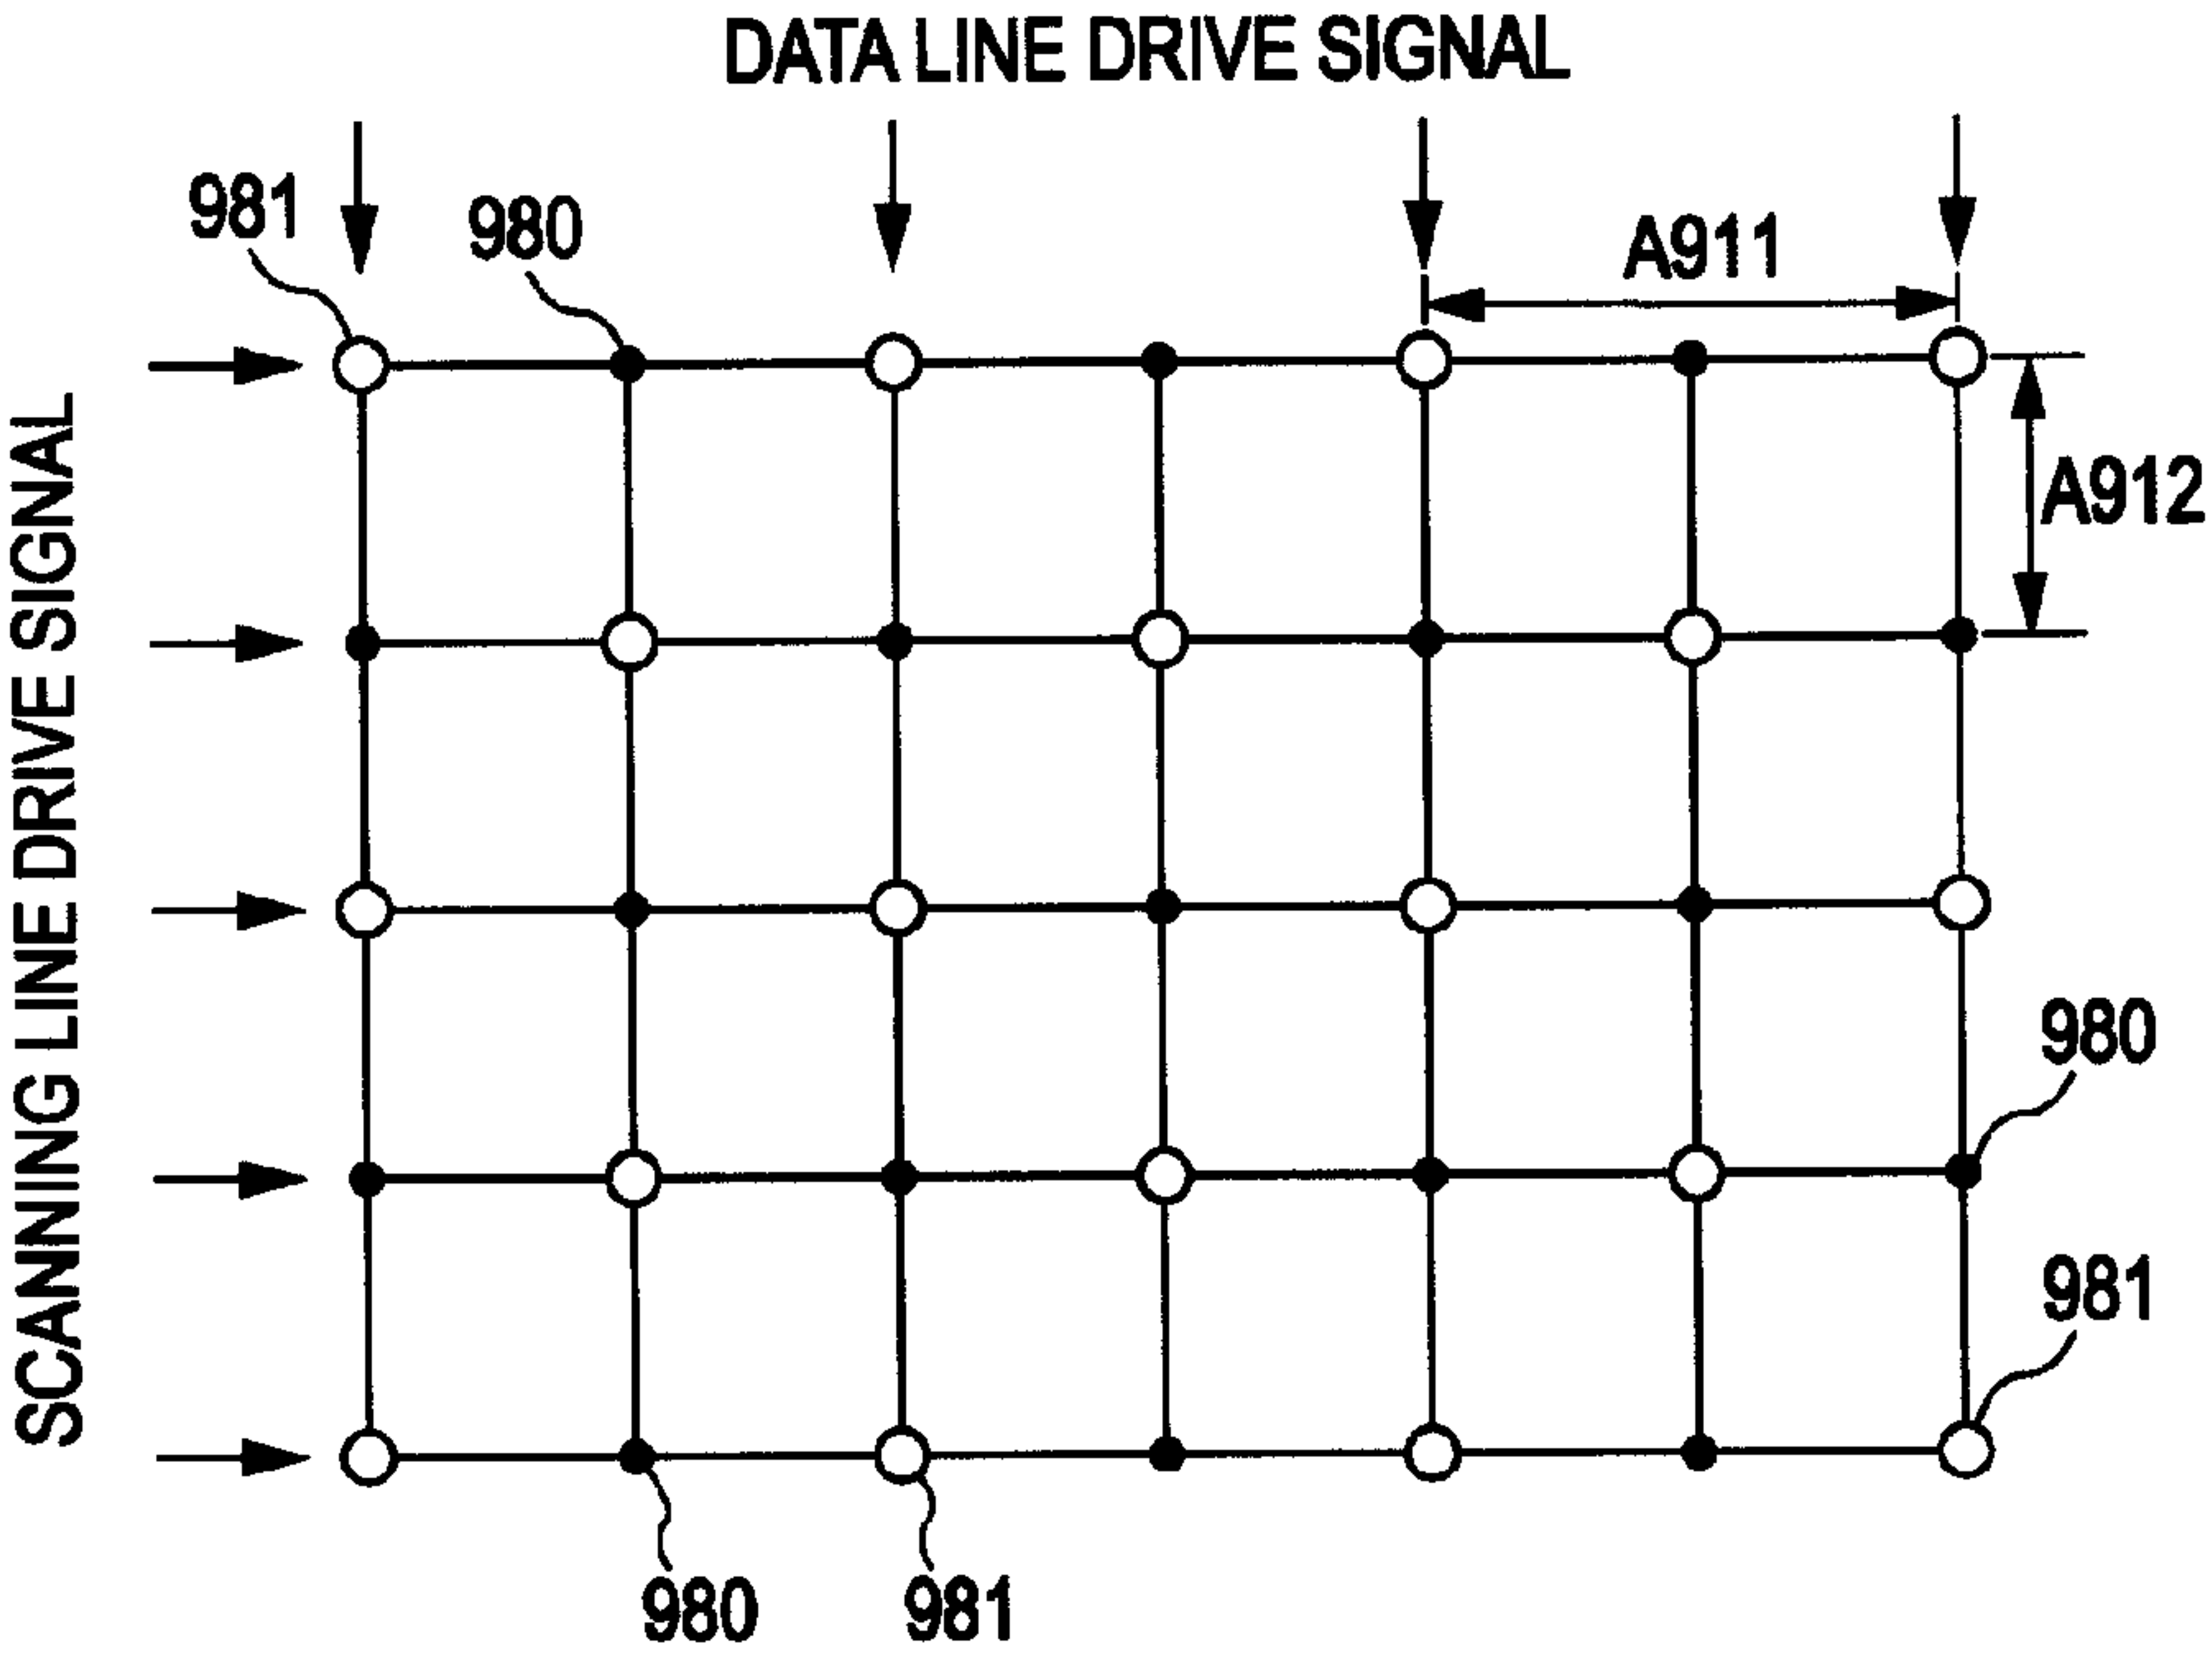 DATA LINE DRIVE SIGNAL
981
980
A911
A912
SCANNING LINE DRIVE SIGNAL
980
981
980
981